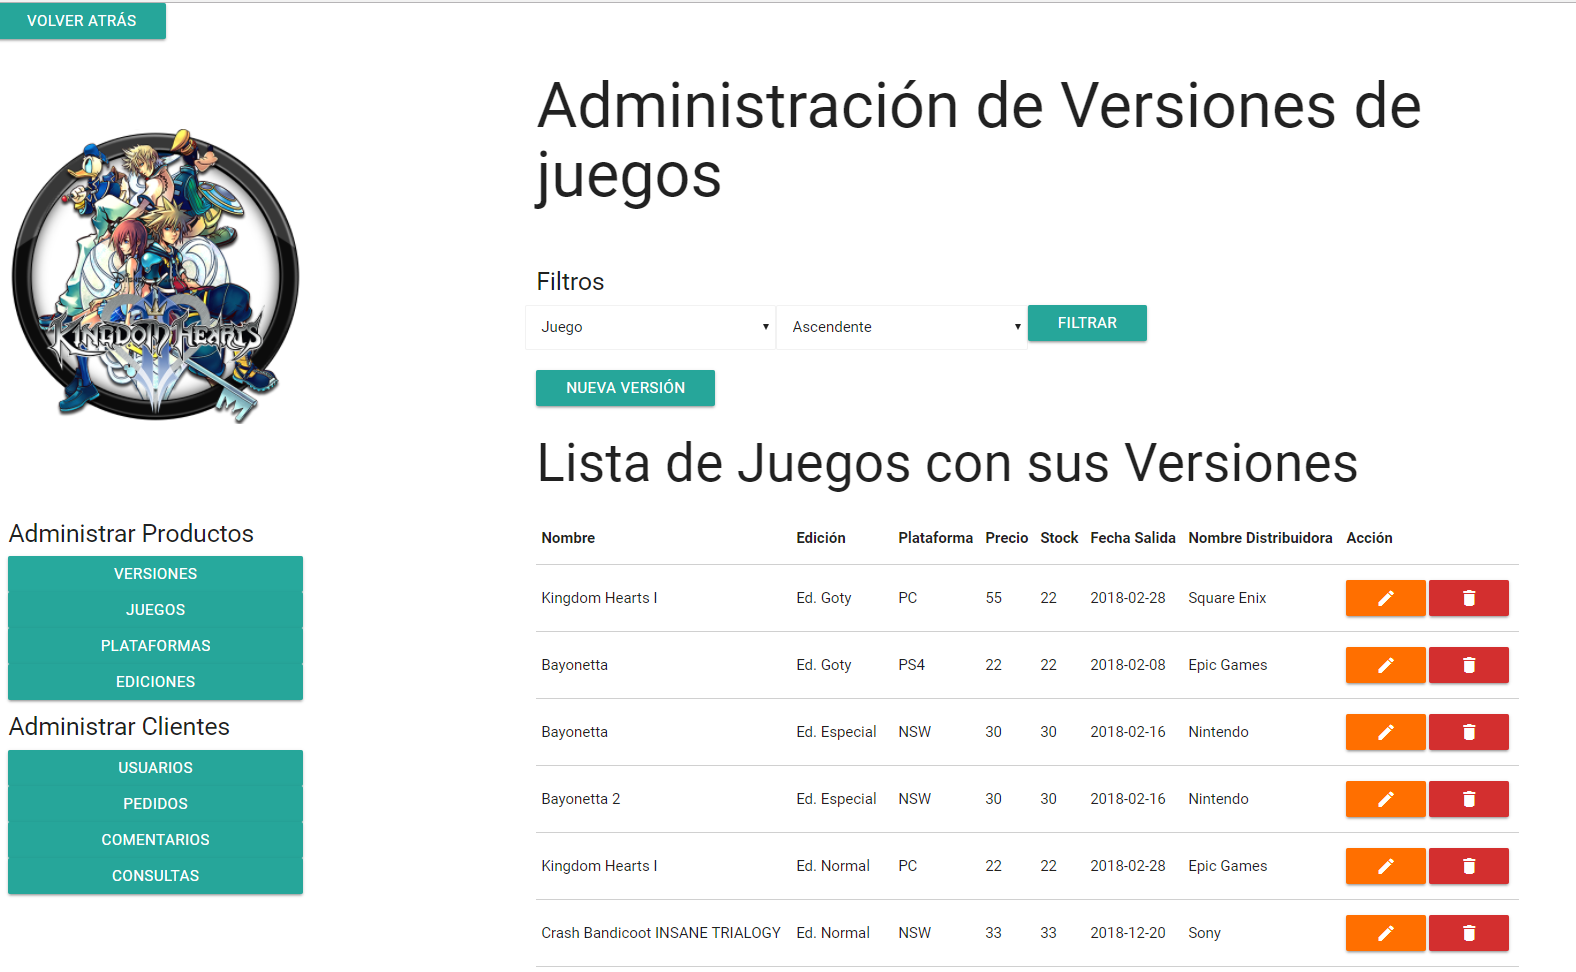 VOLVER ATRÁS
KINGDOM HEARTS
Administrar Productos
VERSIONES
JUEGOS
PLATAFORMAS
EDICIONES
Administrar Clientes
USUARIOS
PEDIDOS
COMENTARIOS
CONSULTAS
Administración de Versiones de
juegos
Filtros
Juego Ascendente FILTRAR
NUEVA VERSIÓN
Lista de Juegos con sus Versiones
Nombre Edición Plataforma Precio Stock Fecha Salida Nombre Distribuidora Acción
Kingdom Hearts I Ed. Goty PC 55 22 2018-02-28 Square Enix
Bayonetta Ed. Goty PS4 22 22 2018-02-08 Epic Games
Bayonetta Ed. Especial NSW 30 30 2018-02-16 Nintendo
Bayonetta 2 Ed. Especial NSW 30 30 2018-02-16 Nintendo
Kingdom Hearts I Ed. Normal PC 22 22 2018-02-28 Epic Games
Crash Bandicoot INSANE TRIALOGY Ed. Normal NSW 33 33 2018-12-20 Sony